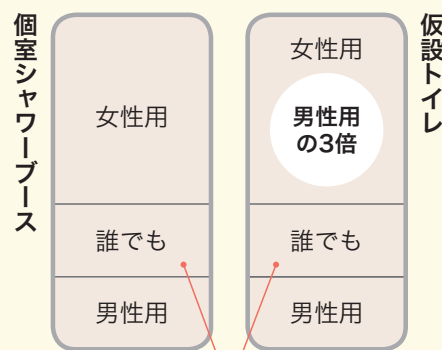 個室シャワーブース
女性用
誰でも
男性用
仮設トイレ
女性用
男性用
の3倍
誰でも
男性用